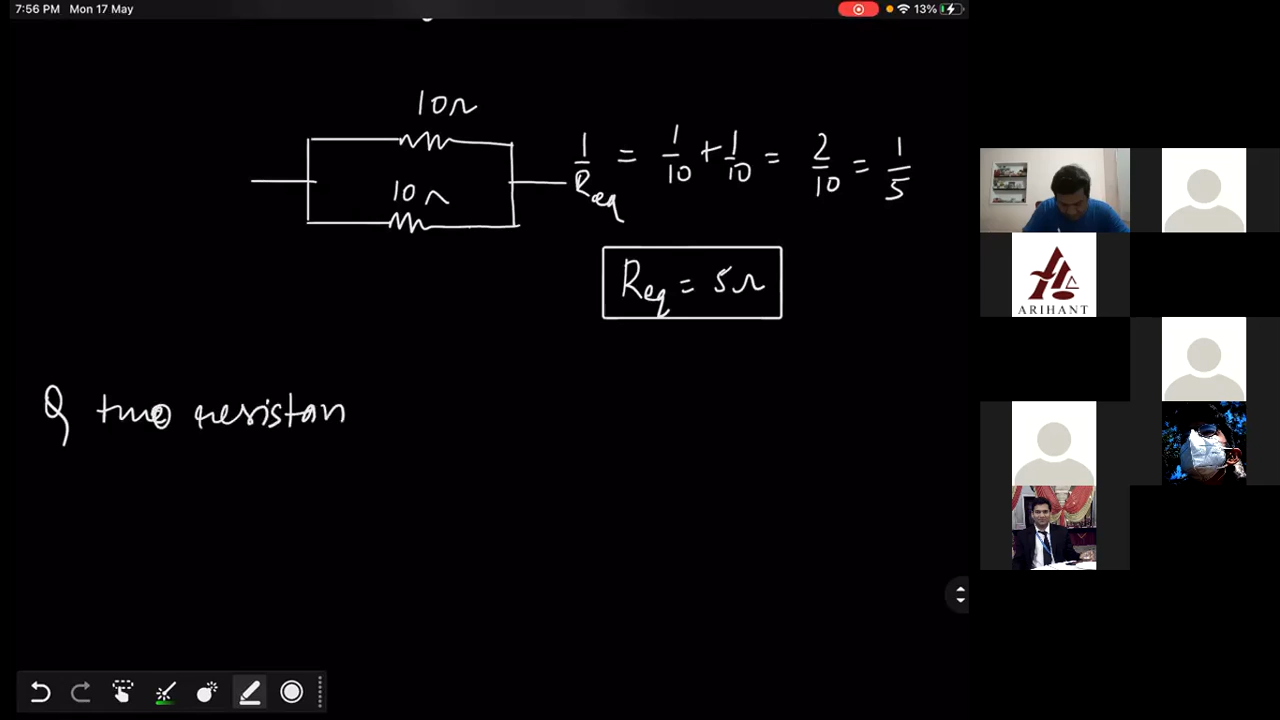 7:56 PM Mon 17 May
13%
10Ω
10Ω
1/Req = 1/10 + 1/10 = 2/10 = 1/5
Req = 5Ω
Q two resistan
ARIHANT